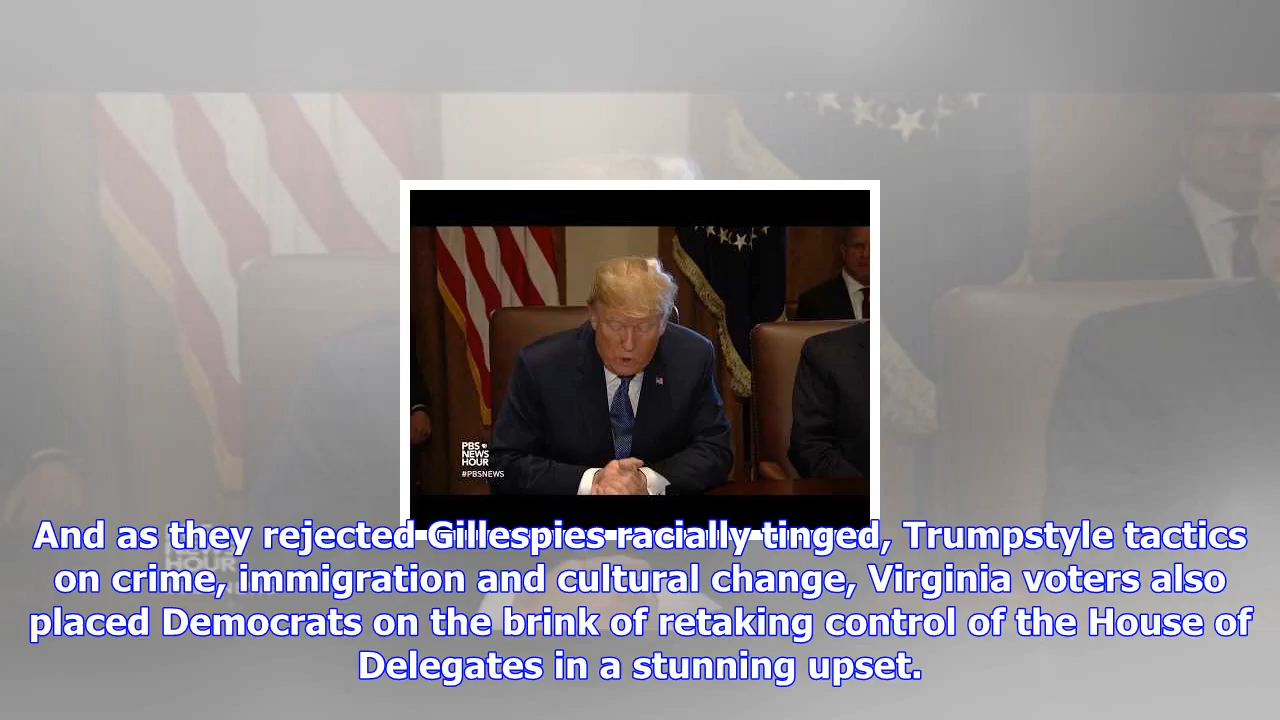 PBS
NEWS
HOUR
#PBSNEWS
And as they rejected Gillespies racially tinged, Trumpstyle tactics
on crime, immigration and cultural change, Virginia voters also
placed Democrats on the brink of retaking control of the House of
Delegates in a stunning upset.
HOUR